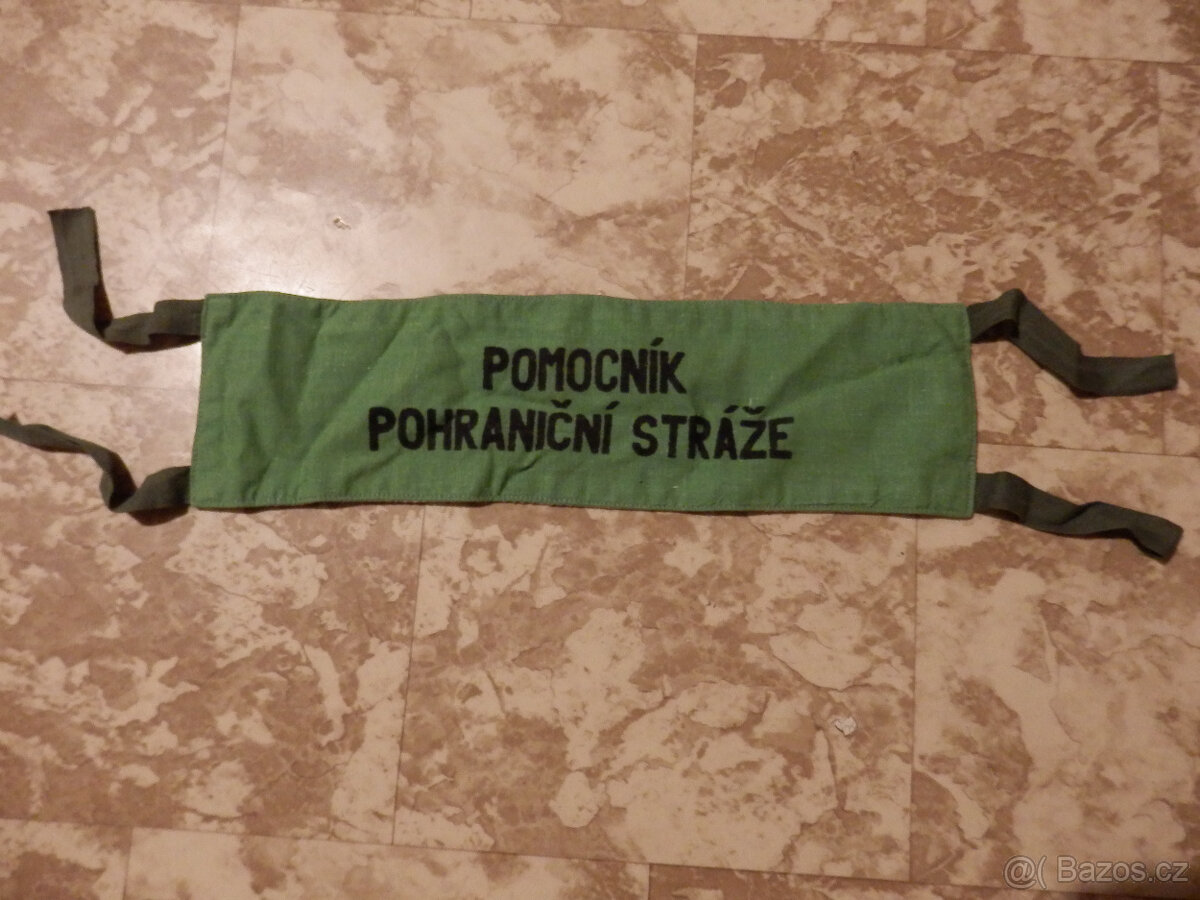 POMOCNÍK
POHRANIČNÍ STRÁŽE
@( Bazos.cz